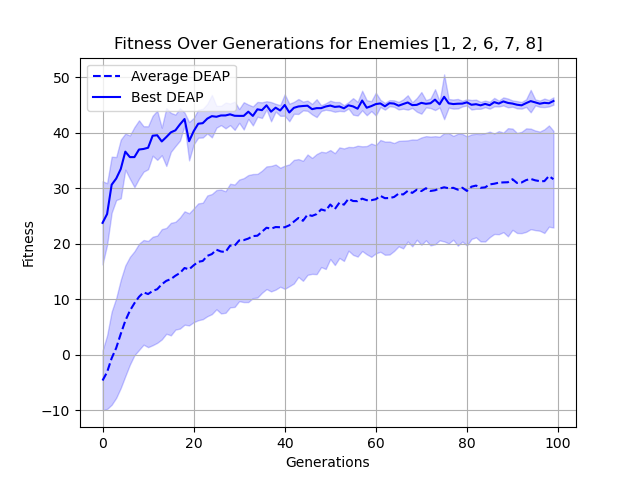 Fitness Over Generations for Enemies [1, 2, 6, 7, 8]
Average DEAP
Best DEAP
50
40
30
20
10
0
−10
Fitness
0 20 40 60 80 100
Generations